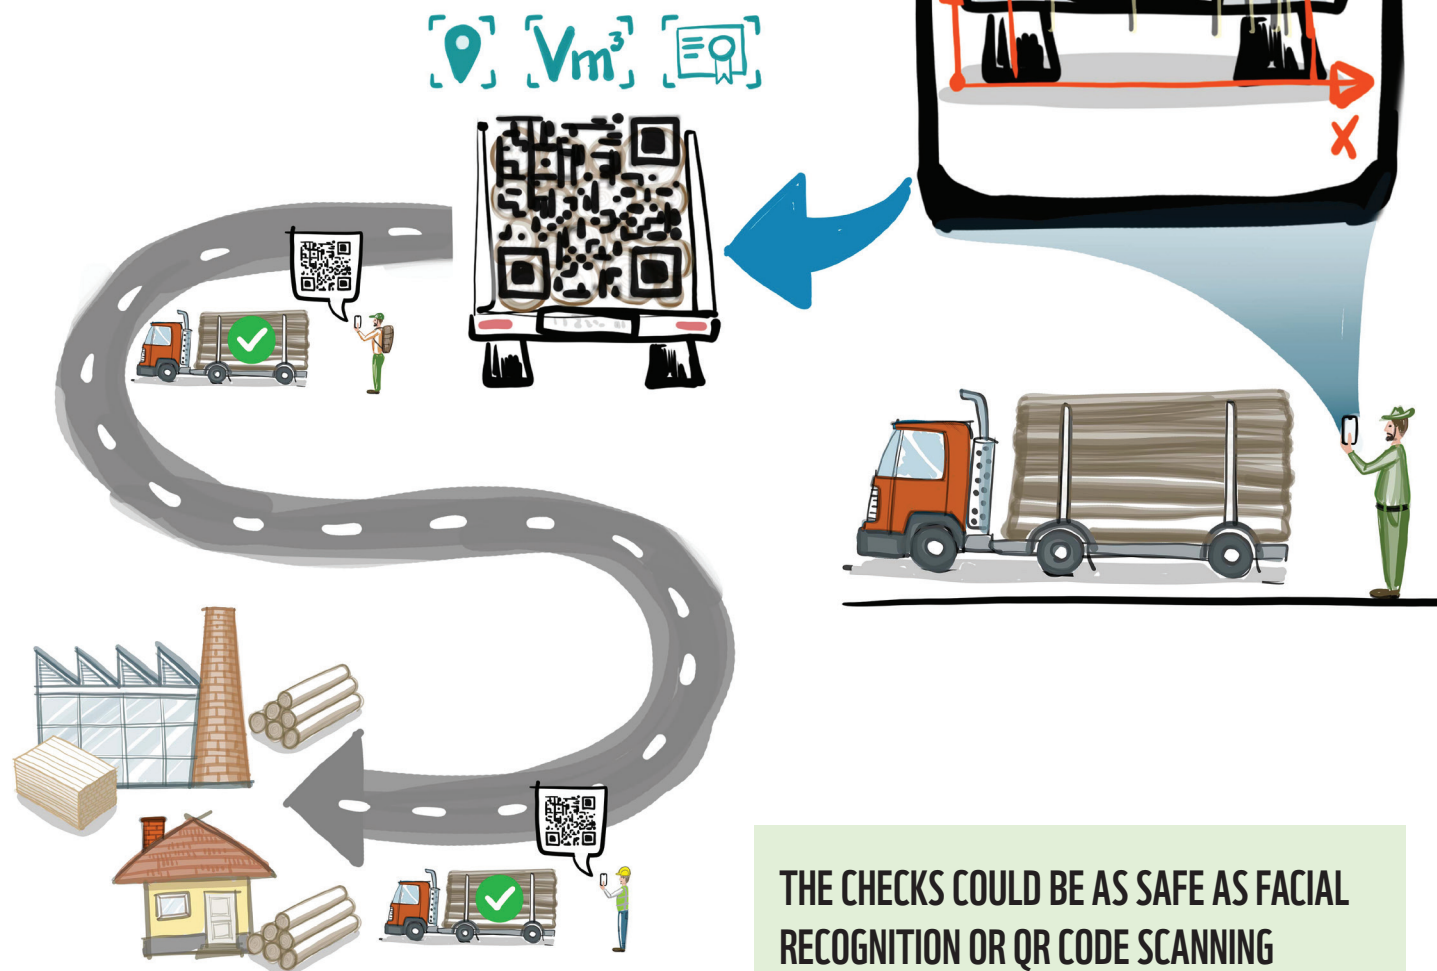 Vm³
X
THE CHECKS COULD BE AS SAFE AS FACIAL
RECOGNITION OR QR CODE SCANNING